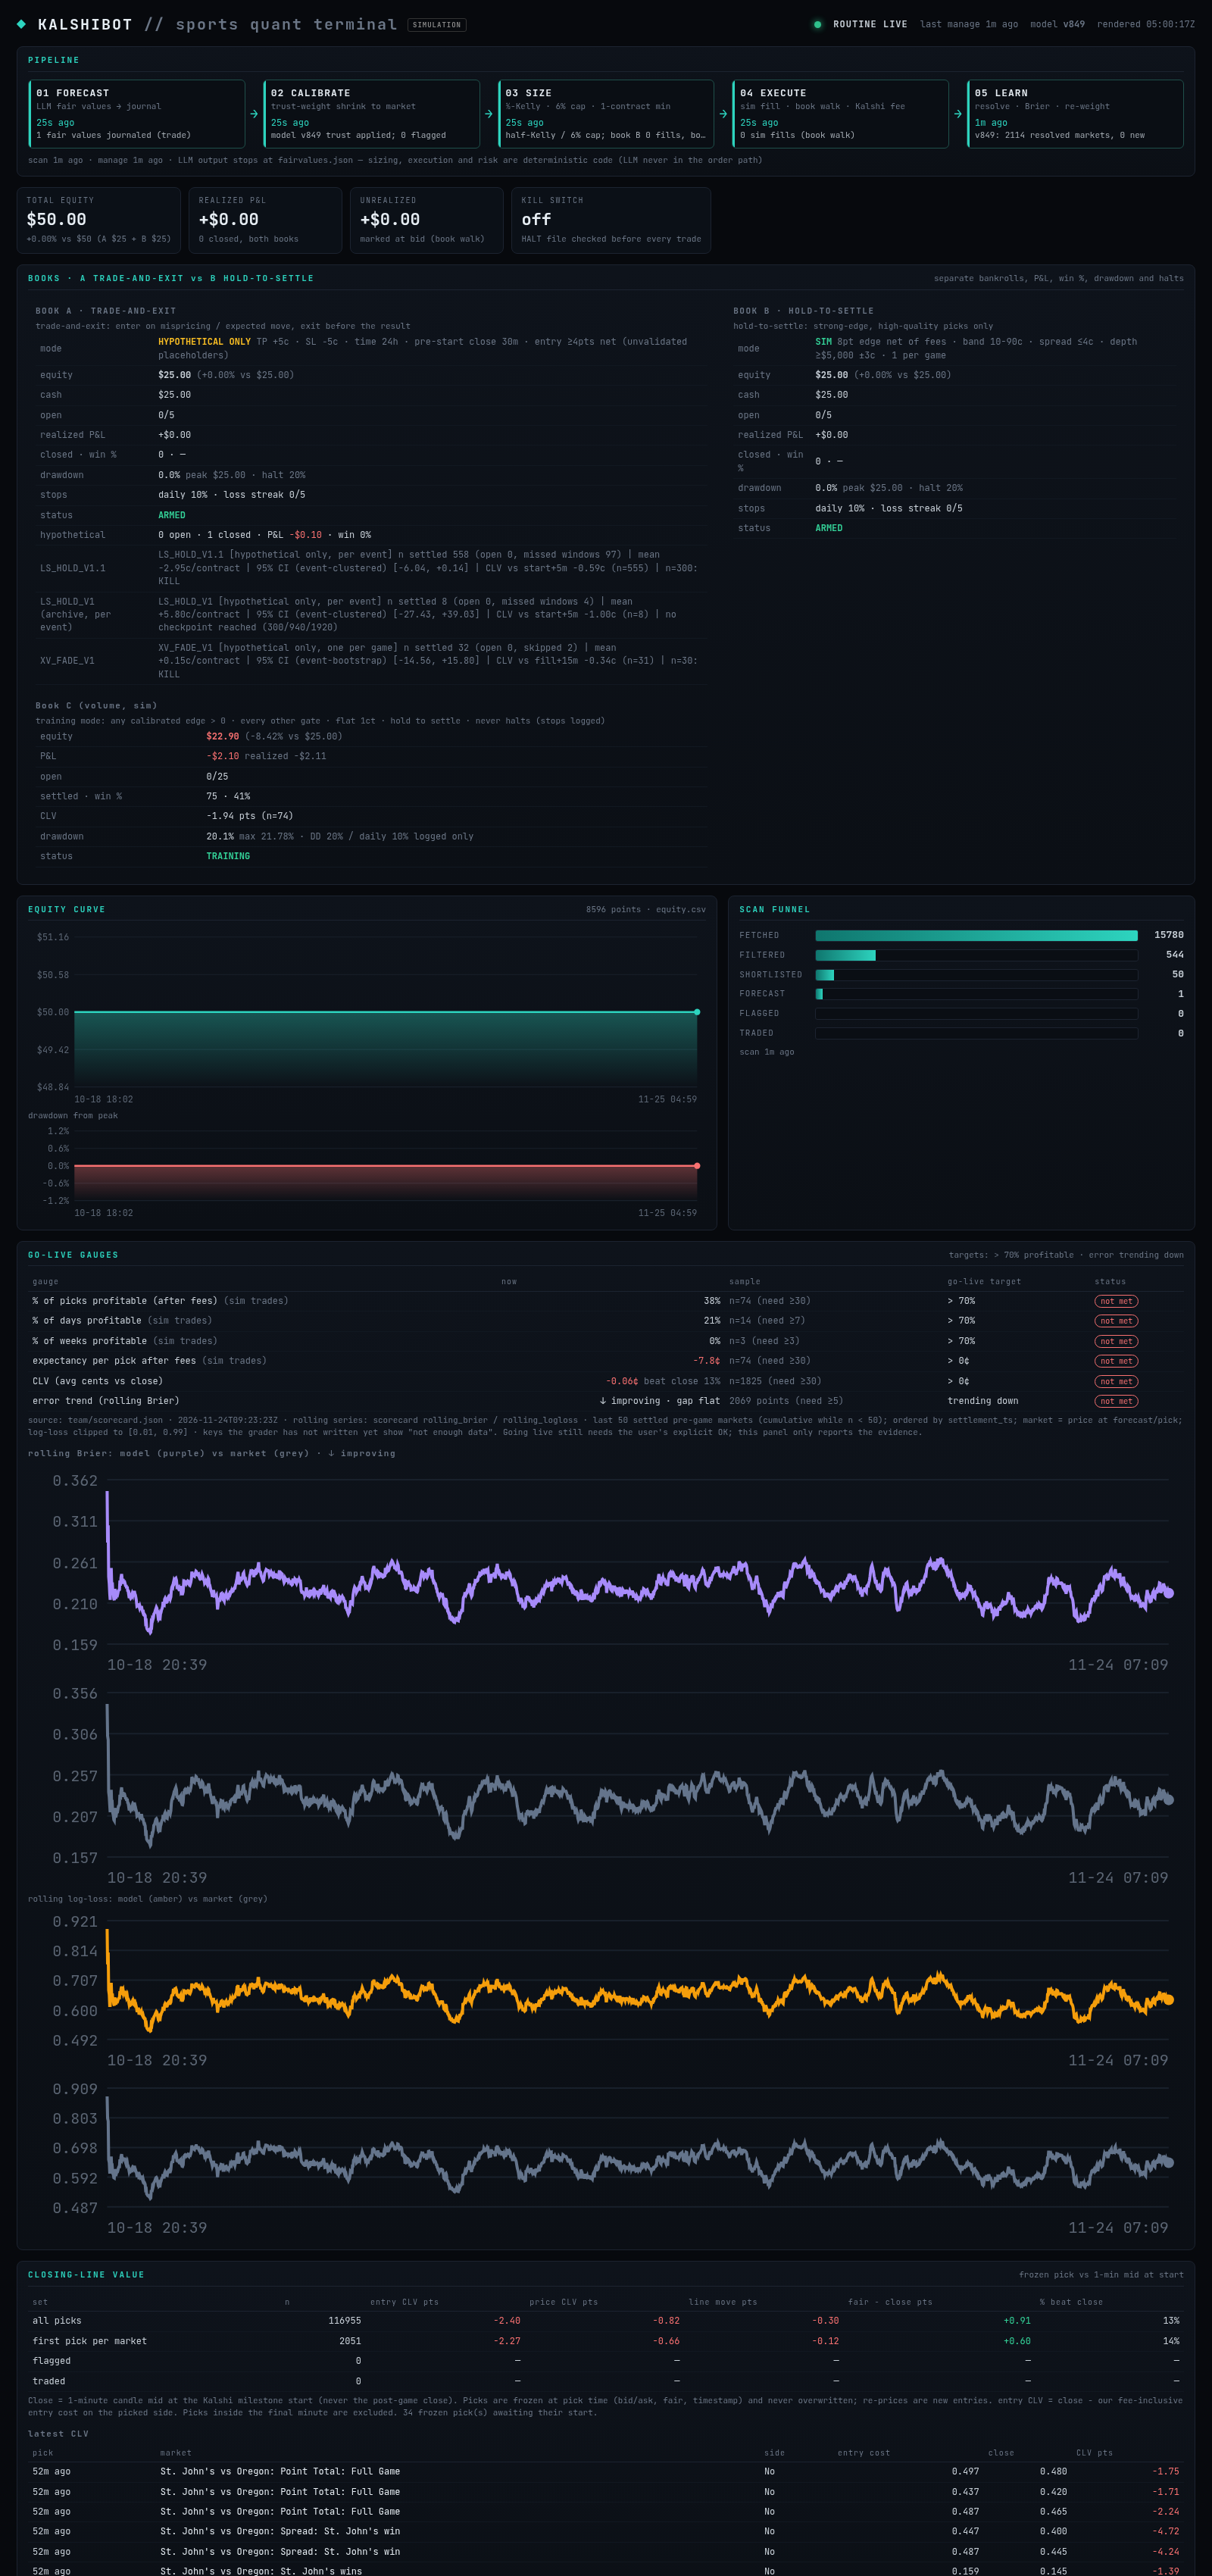 ◆ KALSHIBOT // sports quant terminal SIMULATION
ROUTINE LIVE last manage 1m ago model v849 rendered 05:00:17Z
PIPELINE
01 FORECAST
LLM fair values → journal
25s ago
1 fair values journaled (trade)
→
02 CALIBRATE
trust-weight shrink to market
25s ago
model v849 trust applied; 0 flagged
→
03 SIZE
½-Kelly · 6% cap · 1-contract min
25s ago
half-Kelly / 6% cap; book B 0 fills, bo…
→
04 EXECUTE
sim fill · book walk · Kalshi fee
25s ago
0 sim fills (book walk)
→
05 LEARN
resolve · Brier · re-weight
1m ago
v849: 2114 resolved markets, 0 new
scan 1m ago · manage 1m ago · LLM output stops at fairvalues.json — sizing, execution and risk are deterministic code (LLM never in the order path)
TOTAL EQUITY
$50.00
+0.00% vs $50 (A $25 + B $25)
REALIZED P&L
+$0.00
0 closed, both books
UNREALIZED
+$0.00
marked at bid (book walk)
KILL SWITCH
off
HALT file checked before every trade
BOOKS · A TRADE-AND-EXIT vs B HOLD-TO-SETTLE
separate bankrolls, P&L, win %, drawdown and halts
BOOK A · TRADE-AND-EXIT
trade-and-exit: enter on mispricing / expected move, exit before the result
mode HYPOTHETICAL ONLY TP +5c · SL -5c · time 24h · pre-start close 30m · entry ≥4pts net (unvalidated
placeholders)
equity $25.00 (+0.00% vs $25.00)
cash $25.00
open 0/5
realized P&L +$0.00
closed · win % 0 · —
drawdown 0.0% peak $25.00 · halt 20%
stops daily 10% · loss streak 0/5
status ARMED
hypothetical 0 open · 1 closed · P&L -$0.10 · win 0%
LS_HOLD_V1.1 LS_HOLD_V1.1 [hypothetical only, per event] n settled 558 (open 0, missed windows 97) | mean
-2.95c/contract | 95% CI (event-clustered) [-6.04, +0.14] | CLV vs start+5m -0.59c (n=555) | n=300:
KILL
LS_HOLD_V1 (archive, per event) LS_HOLD_V1 [hypothetical only, per event] n settled 8 (open 0, missed windows 4) | mean
+5.80c/contract | 95% CI (event-clustered) [-27.43, +39.03] | CLV vs start+5m -1.00c (n=8) | no
checkpoint reached (300/940/1920)
XV_FADE_V1 XV_FADE_V1 [hypothetical only, one per game] n settled 32 (open 0, skipped 2) | mean
+0.15c/contract | 95% CI (event-bootstrap) [-14.56, +15.80] | CLV vs fill+15m -0.34c (n=31) | n=30:
KILL
BOOK B · HOLD-TO-SETTLE
hold-to-settle: strong-edge, high-quality picks only
mode SIM 8pt edge net of fees · band 10-90c · spread ≤4c · depth
≥$5,000 ±3c · 1 per game
equity $25.00 (+0.00% vs $25.00)
cash $25.00
open 0/5
realized P&L +$0.00
closed · win % 0 · —
drawdown 0.0% peak $25.00 · halt 20%
stops daily 10% · loss streak 0/5
status ARMED
Book C (volume, sim)
training mode: any calibrated edge > 0 · every other gate · flat 1ct · hold to settle · never halts (stops logged)
equity $22.90 (-8.42% vs $25.00)
P&L -$2.10 realized -$2.11
open 0/25
settled · win % 75 · 41%
CLV -1.94 pts (n=74)
drawdown 20.1% max 21.78% · DD 20% / daily 10% logged only
status TRAINING
EQUITY CURVE
8596 points · equity.csv
$51.16
$50.58
$50.00
$49.42
$48.84
10-18 18:02 11-25 04:59
drawdown from peak
1.2%
0.6%
0.0%
-0.6%
-1.2%
10-18 18:02 11-25 04:59
SCAN FUNNEL
FETCHED 15780
FILTERED 544
SHORTLISTED 50
FORECAST 1
FLAGGED 0
TRADED 0
scan 1m ago
GO-LIVE GAUGES
targets: > 70% profitable · error trending down
gauge now sample go-live target status
% of picks profitable (after fees) (sim trades) 38% n=74 (need ≥30) > 70% not met
% of days profitable (sim trades) 21% n=14 (need ≥7) > 70% not met
% of weeks profitable (sim trades) 0% n=3 (need ≥3) > 70% not met
expectancy per pick after fees (sim trades) -7.8¢ n=74 (need ≥30) > 0¢ not met
CLV (avg cents vs close) -0.06¢ beat close 13% n=1825 (need ≥30) > 0¢ not met
error trend (rolling Brier) ↓ improving · gap flat 2069 points (need ≥5) trending down not met
source: team/scorecard.json · 2026-11-24T09:23:23Z · rolling series: scorecard rolling_brier / rolling_logloss · last 50 settled pre-game markets (cumulative while n < 50); ordered by settlement_ts; market = price at forecast/pick;
log-loss clipped to [0.01, 0.99] · keys the grader has not written yet show "not enough data". Going live still needs the user's explicit OK; this panel only reports the evidence.
rolling Brier: model (purple) vs market (grey) · ↓ improving
0.362
0.311
0.261
0.210
0.159
10-18 20:39 11-24 07:09
0.356
0.306
0.257
0.207
0.157
10-18 20:39 11-24 07:09
rolling log-loss: model (amber) vs market (grey)
0.921
0.814
0.707
0.600
0.492
10-18 20:39 11-24 07:09
0.909
0.803
0.698
0.592
0.487
10-18 20:39 11-24 07:09
CLOSING-LINE VALUE
frozen pick vs 1-min mid at start
set n entry CLV pts price CLV pts line move pts fair - close pts % beat close
all picks 116955 -2.40 -0.82 -0.30 +0.91 13%
first pick per market 2051 -2.27 -0.66 -0.12 +0.60 14%
flagged 0 — — — — —
traded 0 — — — — —
Close = 1-minute candle mid at the Kalshi milestone start (never the post-game close). Picks are frozen at pick time (bid/ask, fair, timestamp) and never overwritten; re-prices are new entries. entry CLV = close - our fee-inclusive
entry cost on the picked side. Picks inside the final minute are excluded. 34 frozen pick(s) awaiting their start.
latest CLV
pick market side entry cost close CLV pts
52m ago St. John's vs Oregon: Point Total: Full Game No 0.497 0.480 -1.75
52m ago St. John's vs Oregon: Point Total: Full Game No 0.437 0.420 -1.71
52m ago St. John's vs Oregon: Point Total: Full Game No 0.487 0.465 -2.24
52m ago St. John's vs Oregon: Spread: St. John's win No 0.447 0.400 -4.72
52m ago St. John's vs Oregon: Spread: St. John's win No 0.487 0.445 -4.24
52m ago St. John's vs Oregon: St. John's wins No 0.159 0.145 -1.39